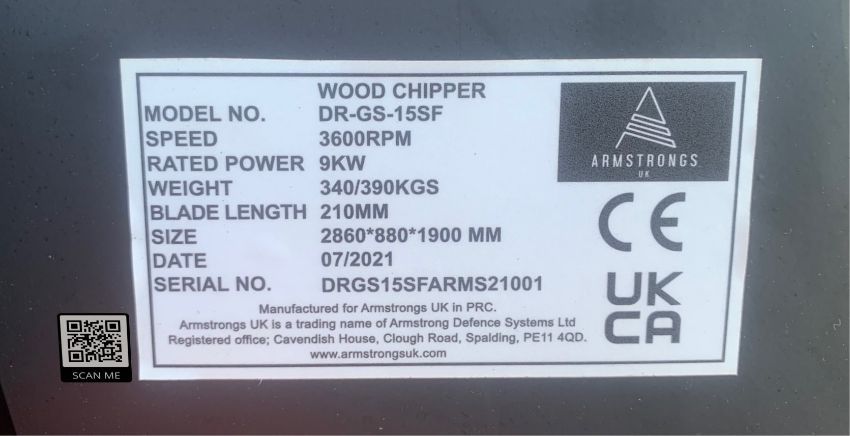 WOOD CHIPPER
MODEL NO. DR-GS-15SF
SPEED 3600RPM
RATED POWER 9KW
WEIGHT 340/390KGS
BLADE LENGTH 210MM
SIZE 2860*880*1900 MM
DATE 07/2021
SERIAL NO. DRGS15SFARMS21001
Manufactured for Armstrongs UK in PRC.
Armstrongs UK is a trading name of Armstrong Defence Systems Ltd
Registered office; Cavendish House, Clough Road, Spalding, PE11 4QD.
www.armstrongsuk.com
ARMSTRONGS
UK
CE
UK
CA
SCAN ME